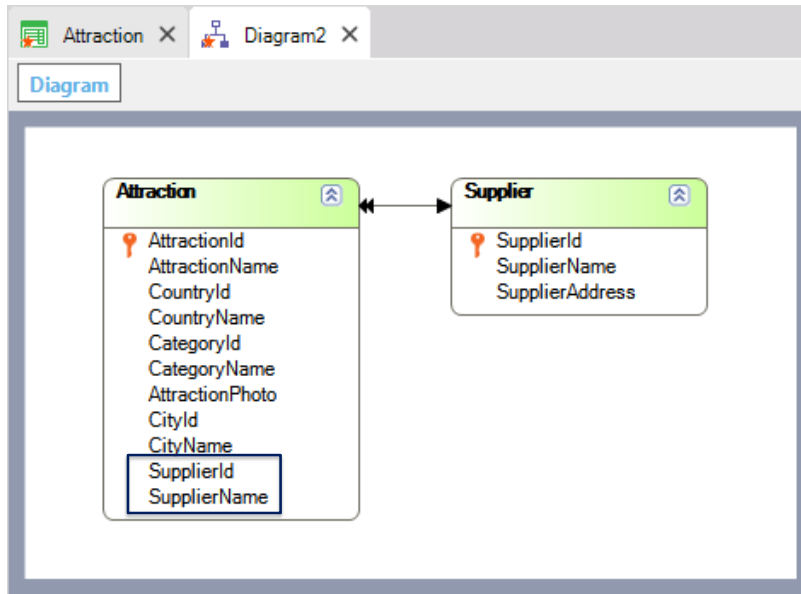 Attraction Diagram2
Diagram
Attraction
AttractionId
AttractionName
CountryId
CountryName
CategoryId
CategoryName
AttractionPhoto
CityId
CityName
SupplierId
SupplierName
Supplier
SupplierId
SupplierName
SupplierAddress